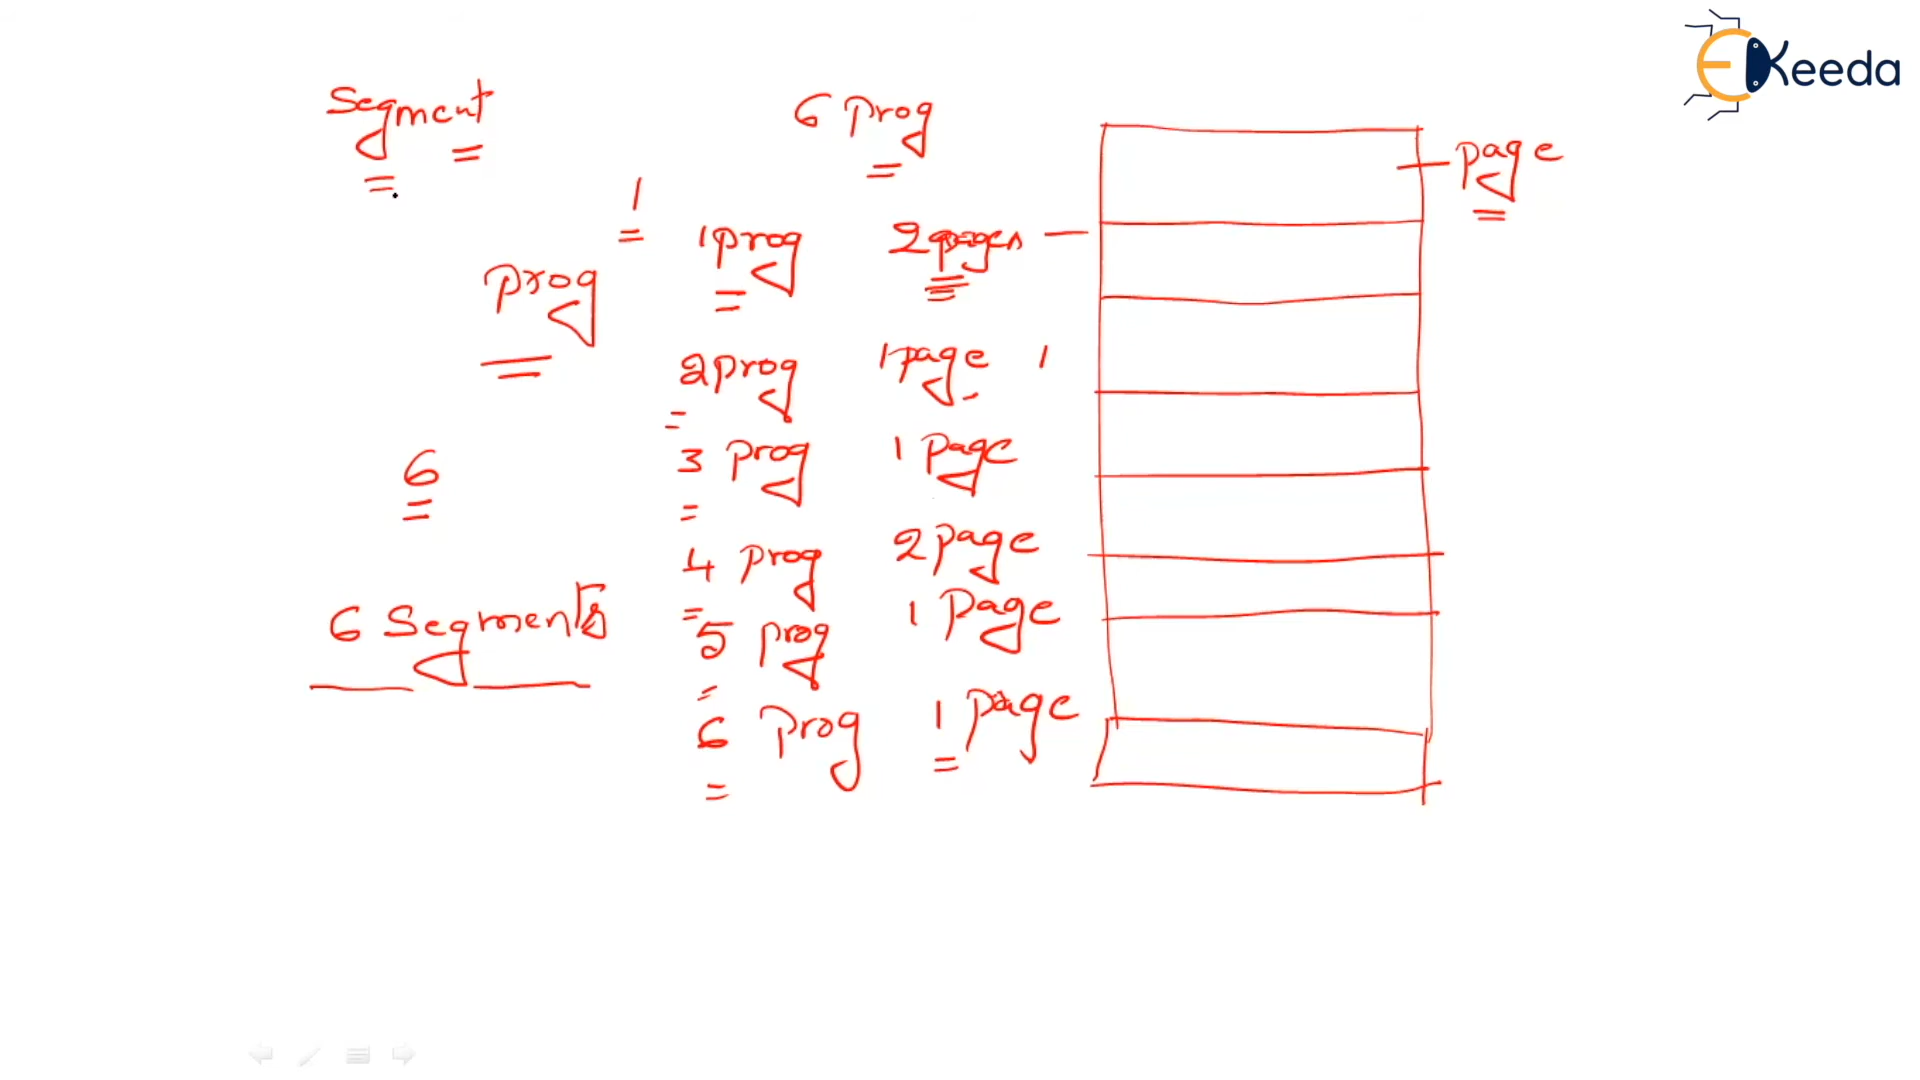 EKeeda
Segment
6 Prog
page
1
1 prog 2 pages
prog
2 prog 1 page 1
3 prog 1 page
6
4 prog 2 page
6 Segments
5 prog 1 Page
6 Prog 1 page